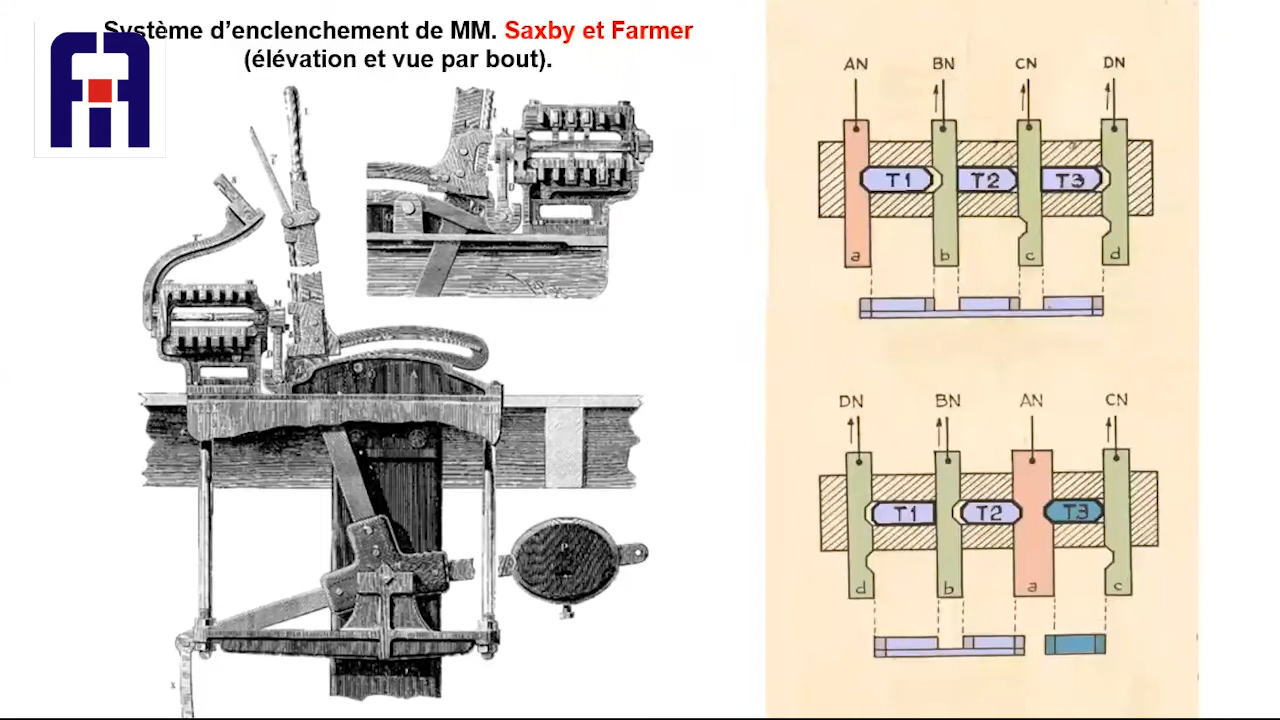 Système d’enclenchement de MM. Saxby et Farmer
(élévation et vue par bout).
AN BN CN DN
T1 T2 T3
a b c d
DN BN AN CN
T1 T2 T3
d b a c